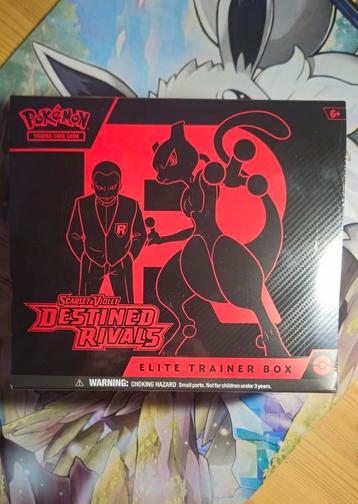 POKéMON
TRADING CARD GAME
6+
R
SCARLET & VIOLET
DESTINED
RIVALS
ELITE TRAINER BOX
WARNING: CHOKING HAZARD Small parts. Not for children under 3 years.